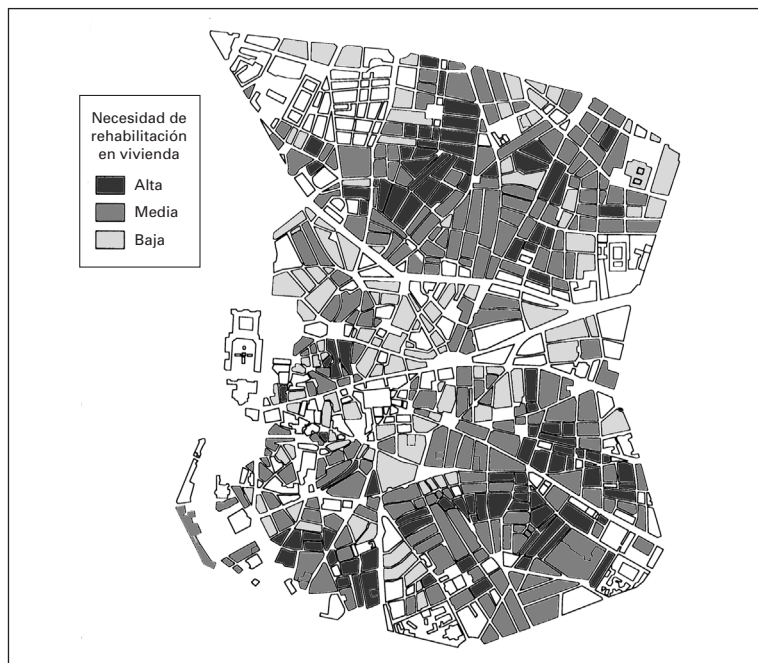 Necesidad de
rehabilitación
en vivienda
Alta
Media
Baja